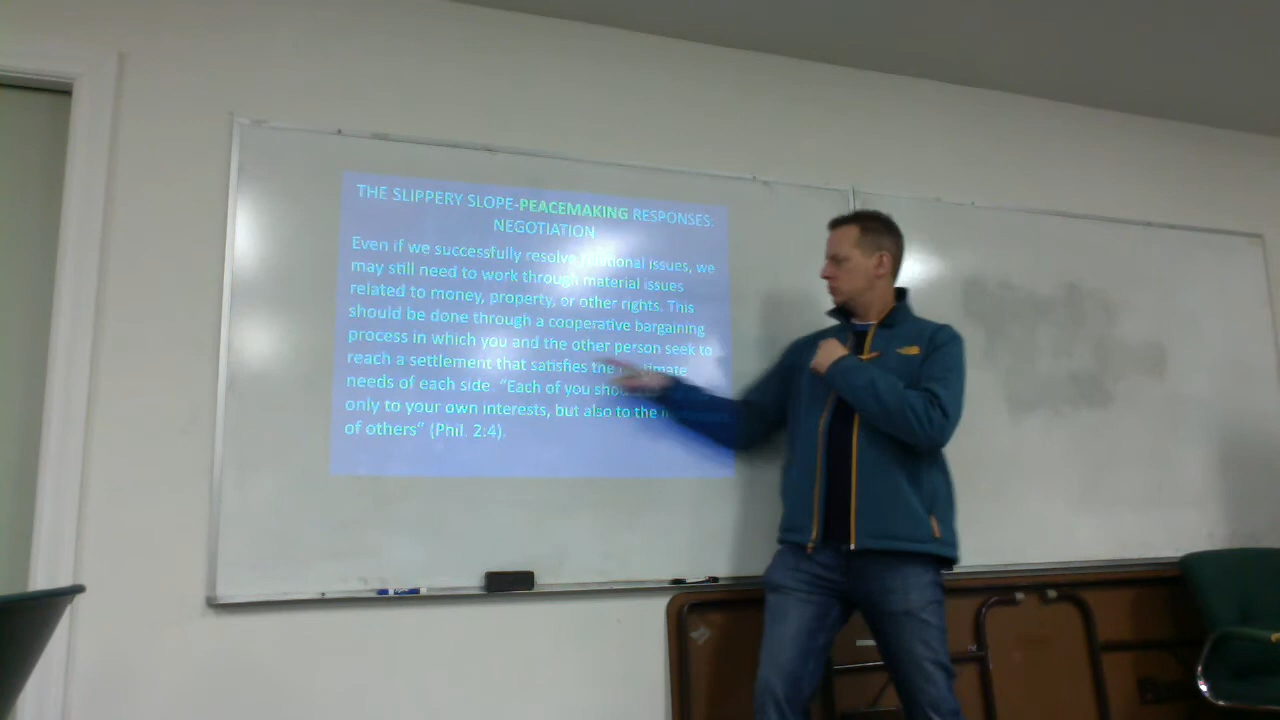 THE SLIPPERY SLOPE-PEACEMAKING RESPONSES:
NEGOTIATION
Even if we successfully resolve issues, we
may still need to work through material issues
related to money, property, or other rights. This
should be done through a cooperative bargaining
process in which you and the other person seek to
reach a settlement that satisfies the
needs of each side. "Each of you
only to your own interests, but also to the
of others" (Phil. 2:4).